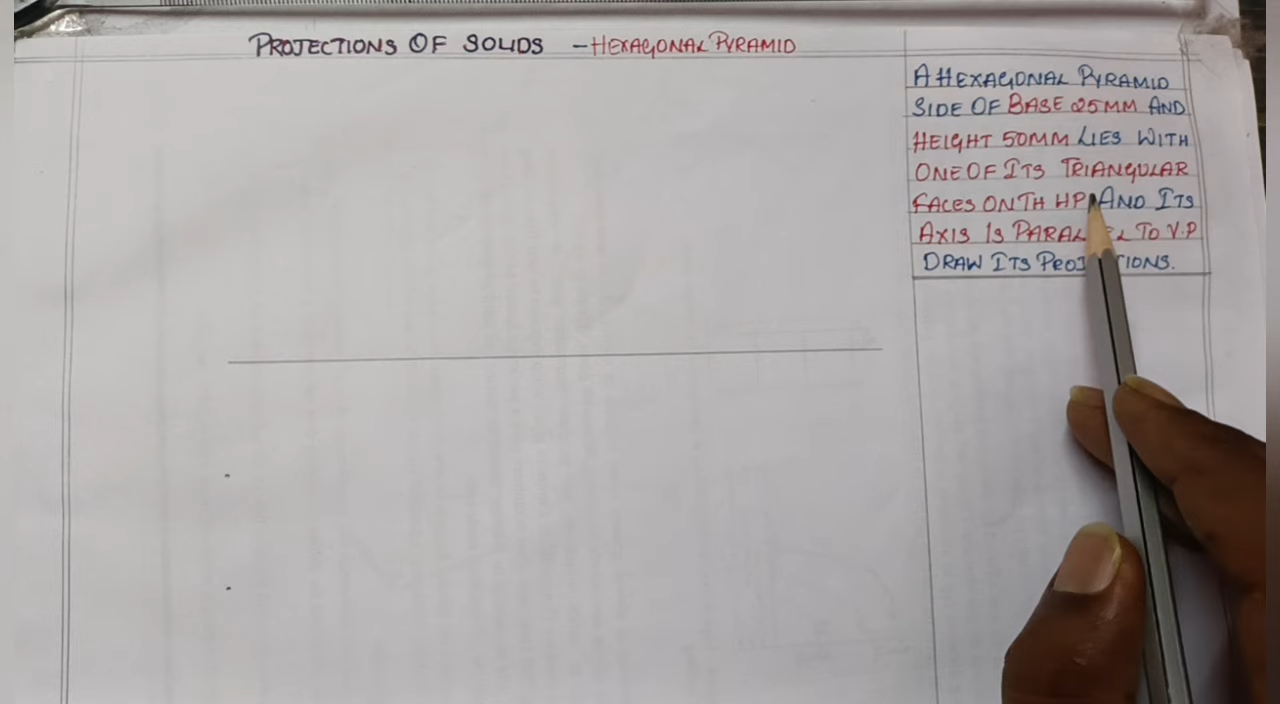 PROJECTIONS OF SOLIDS - HEXAGONAL PYRAMID
A HEXAGONAL PYRAMID
SIDE OF BASE 25MM AND
HEIGHT 50MM LIES WITH
ONE OF ITS TRIANGULAR
FACES ON TH HP AND ITS
AXIS IS TO V.P
DRAW ITS